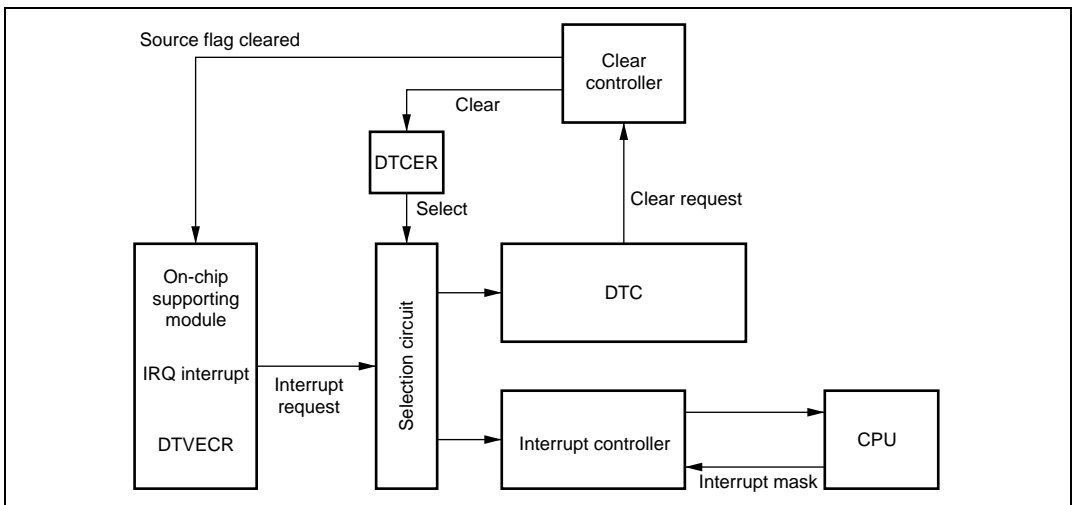 Source flag cleared
Clear
controller
Clear
DTCER
Select
Clear request
On-chip
supporting
module
IRQ interrupt
DTVECR
Interrupt
request
Selection circuit
DTC
Interrupt controller
CPU
Interrupt mask